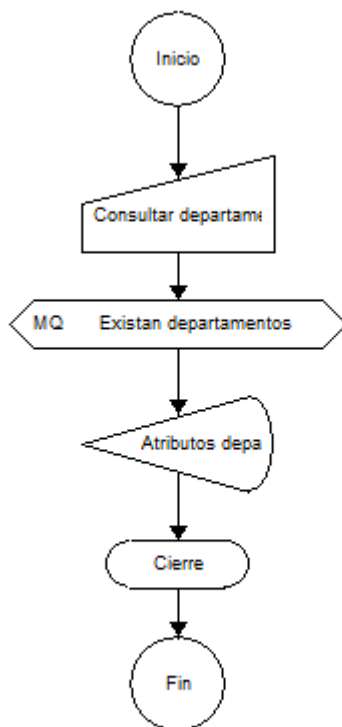 Inicio
Consultar departame
MQ Existan departamentos
Atributos depa
Cierre
Fin